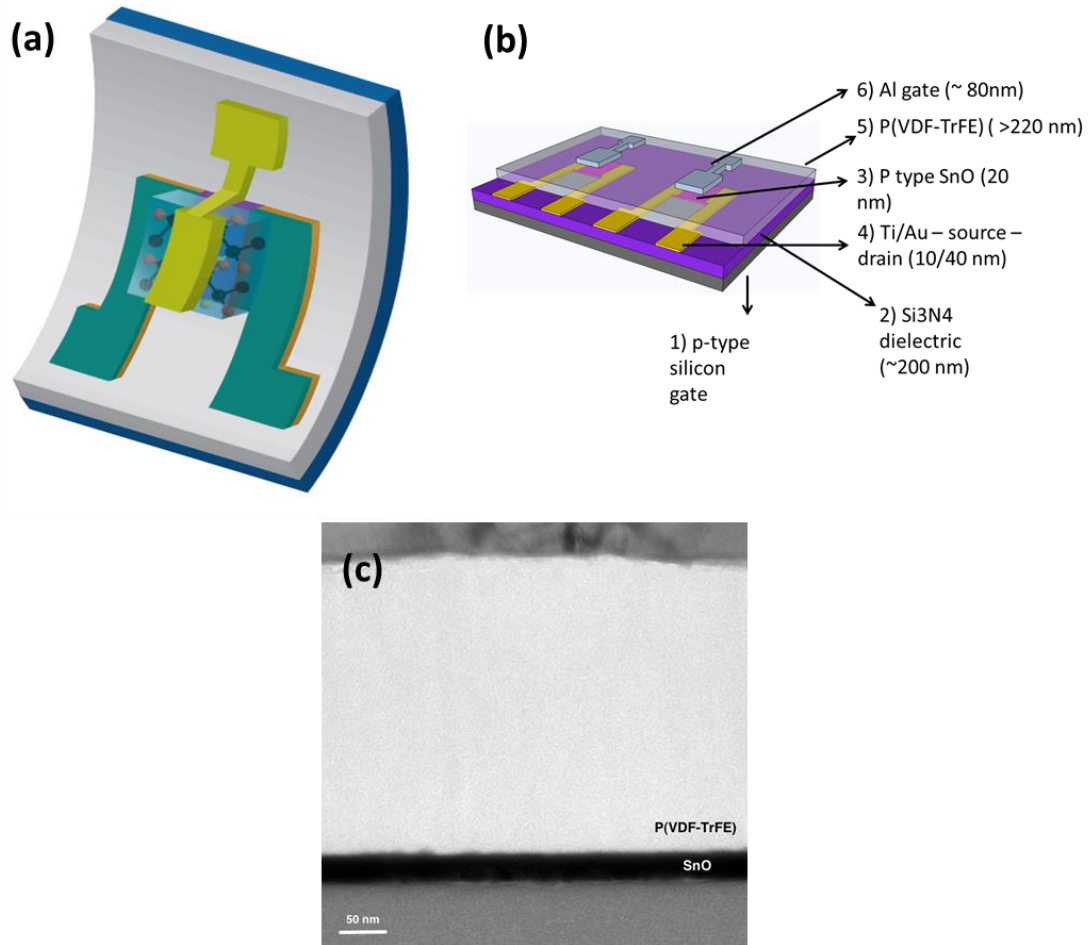 (a)
(b)
6) Al gate (~ 80nm)
5) P(VDF-TrFE) ( >220 nm)
3) P type SnO (20
nm)
4) Ti/Au – source –
drain (10/40 nm)
2) Si3N4
dielectric
(~200 nm)
1) p-type
silicon
gate
(c)
P(VDF-TrFE)
SnO
50 nm